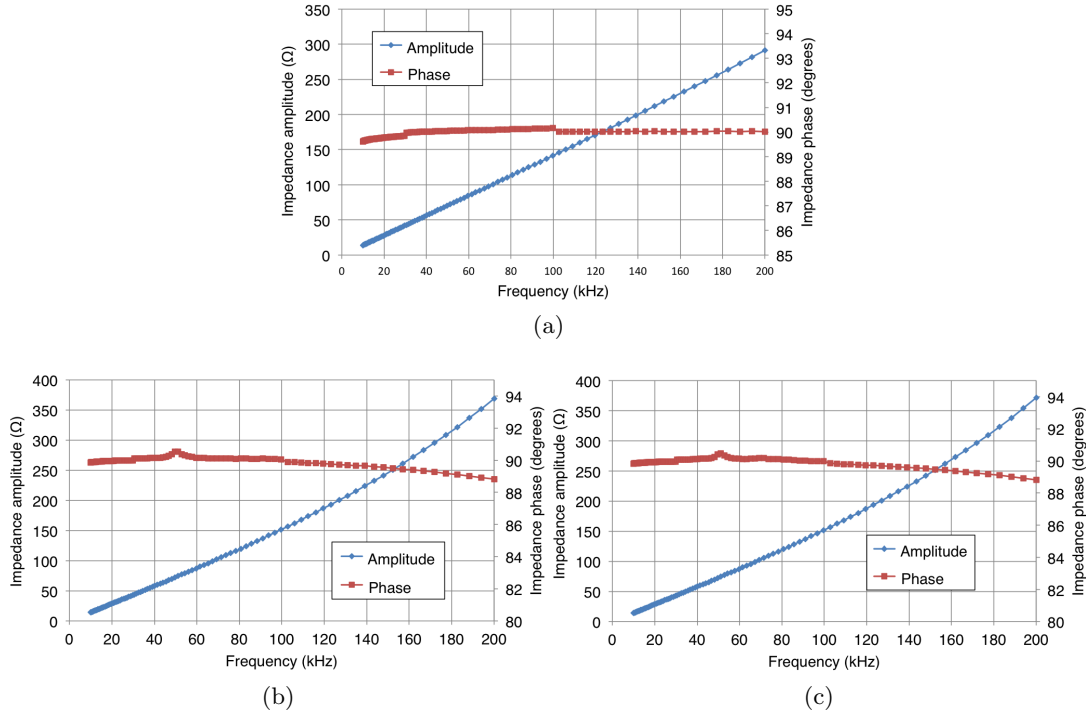 350
300
250
200
150
100
50
0
Impedance amplitude (Ω)
Amplitude
Phase
95
94
93
92
91
90
89
88
87
86
85
Impedance phase (degrees)
0 20 40 60 80 100 120 140 160 180 200
Frequency (kHz)
(a)
400
350
300
250
200
150
100
50
0
Impedance amplitude (Ω)
Amplitude
Phase
94
92
90
88
86
84
82
80
Impedance phase (degrees)
0 20 40 60 80 100 120 140 160 180 200
Frequency (kHz)
(b)
400
350
300
250
200
150
100
50
0
Impedance amplitude (Ω)
Amplitude
Phase
94
92
90
88
86
84
82
80
Impedance phase (degrees)
0 20 40 60 80 100 120 140 160 180 200
Frequency (kHz)
(c)